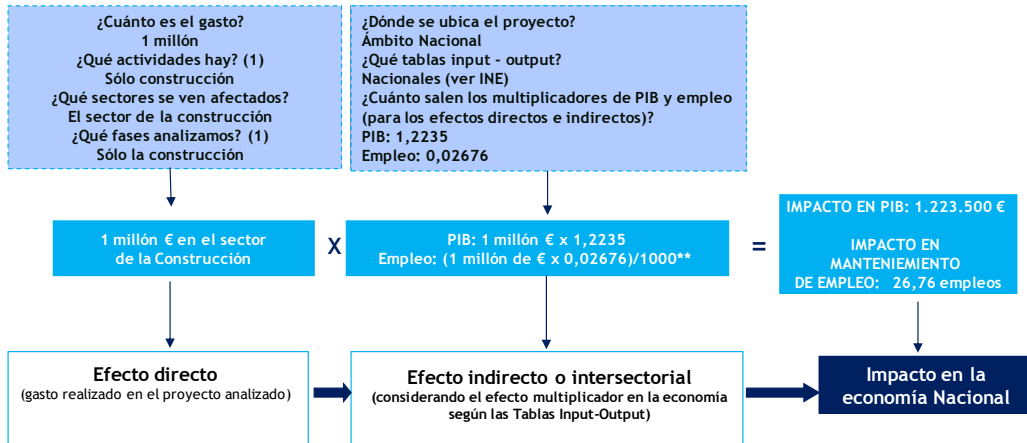 ¿Cuánto es el gasto?
1 millón
¿Qué actividades hay? (1)
Sólo construcción
¿Qué sectores se ven afectados?
El sector de la construcción
¿Qué fases analizamos? (1)
Sólo la construcción
¿Dónde se ubica el proyecto?
Ámbito Nacional
¿Qué tablas input - output?
Nacionales (ver INE)
¿Cuánto salen los multiplicadores de PIB y empleo
(para los efectos directos e indirectos)?
PIB: 1,2235
Empleo: 0,02676
1 millón € en el sector
de la Construcción
X
PIB: 1 millón € x 1,2235
Empleo: (1 millón de € x 0,02676)/1000**
=
IMPACTO EN PIB: 1.223.500 €
IMPACTO EN
MANTENIEMIENTO
DE EMPLEO: 26,76 empleos
Efecto directo
(gasto realizado en el proyecto analizado)
Efecto indirecto o intersectorial
(considerando el efecto multiplicador en la economía
según las Tablas Input-Output)
Impacto en la
economía Nacional